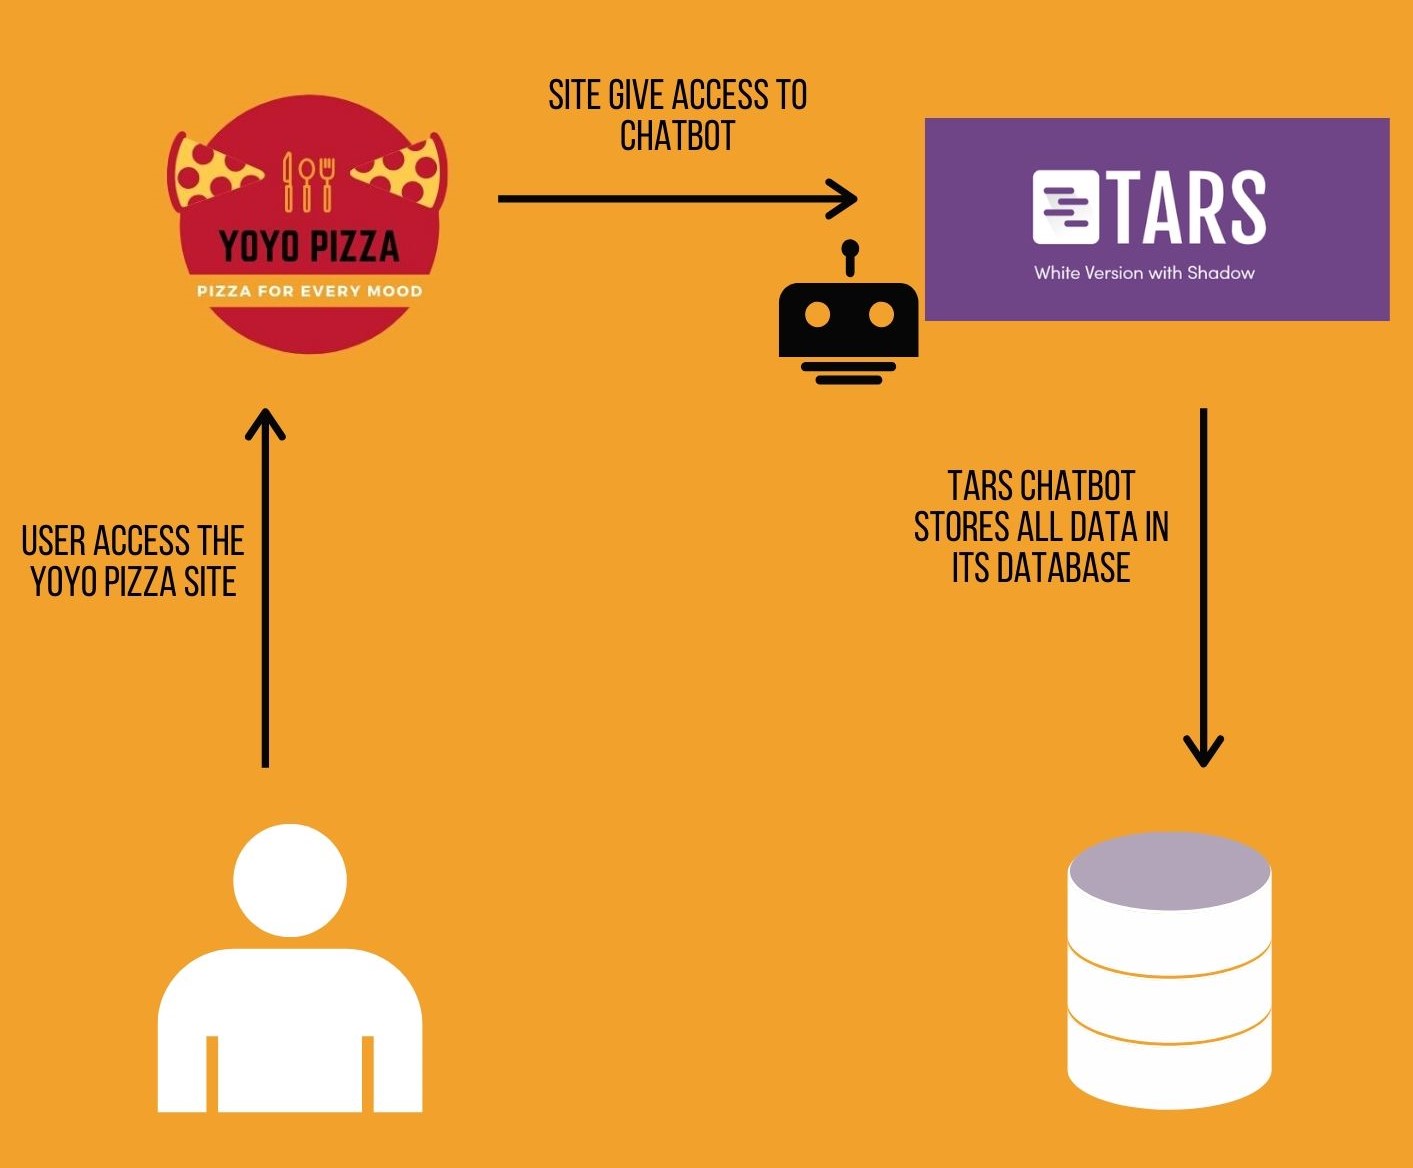 SITE GIVE ACCESS TO
CHATBOT
YOYO PIZZA
PIZZA FOR EVERY MOOD
TARS
White Version with Shadow
USER ACCESS THE
YOYO PIZZA SITE
TARS CHATBOT
STORES ALL DATA IN
ITS DATABASE